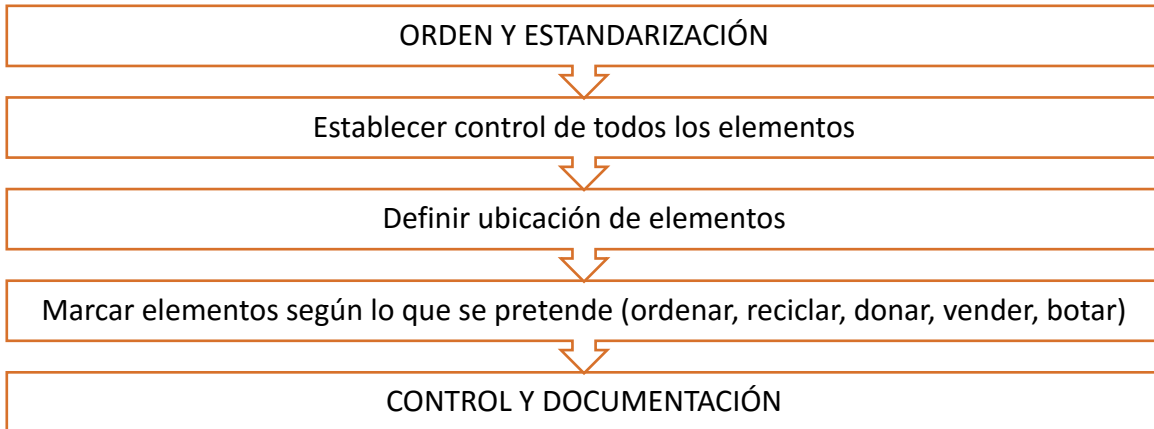 ORDEN Y ESTANDARIZACIÓN
Establecer control de todos los elementos
Definir ubicación de elementos
Marcar elementos según lo que se pretende (ordenar, reciclar, donar, vender, botar)
CONTROL Y DOCUMENTACIÓN